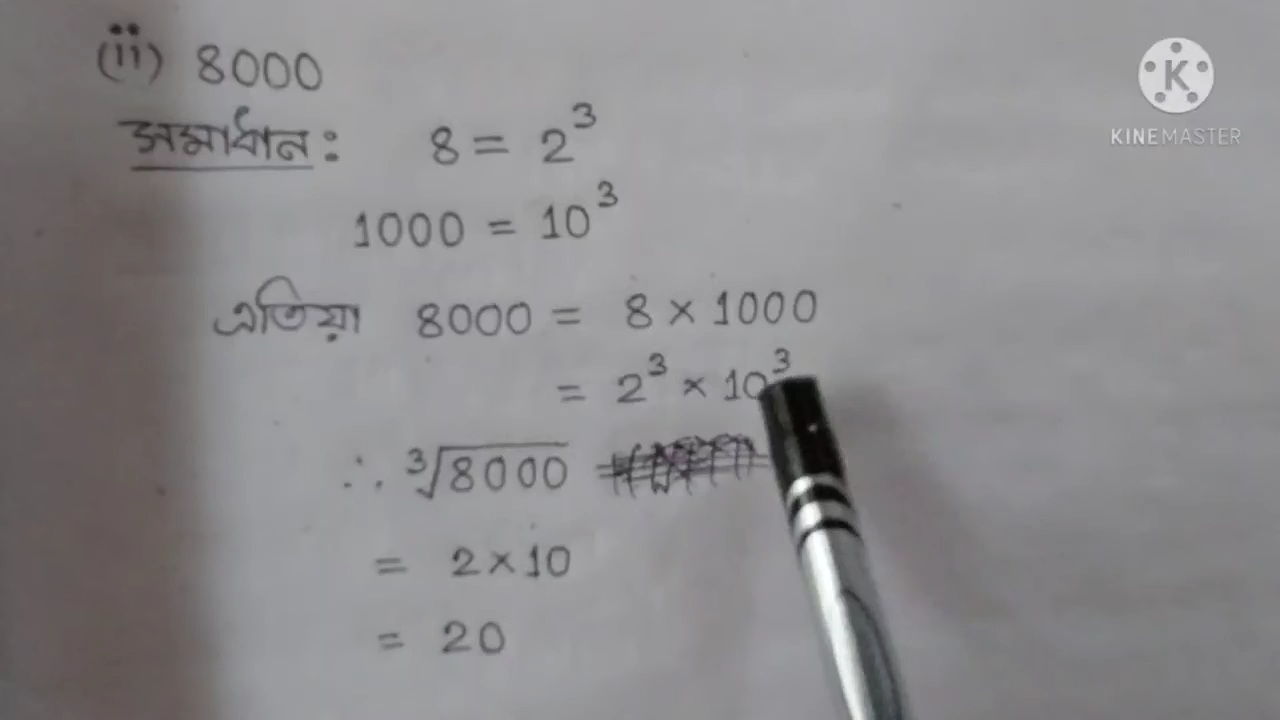 (ii) 8000
সমাধান: 8 = 2³
1000 = 10³
এতিয়া 8000 = 8 × 1000
= 2³ × 10³
∴ ³√8000
= 2 × 10
= 20
K
KINEMASTER